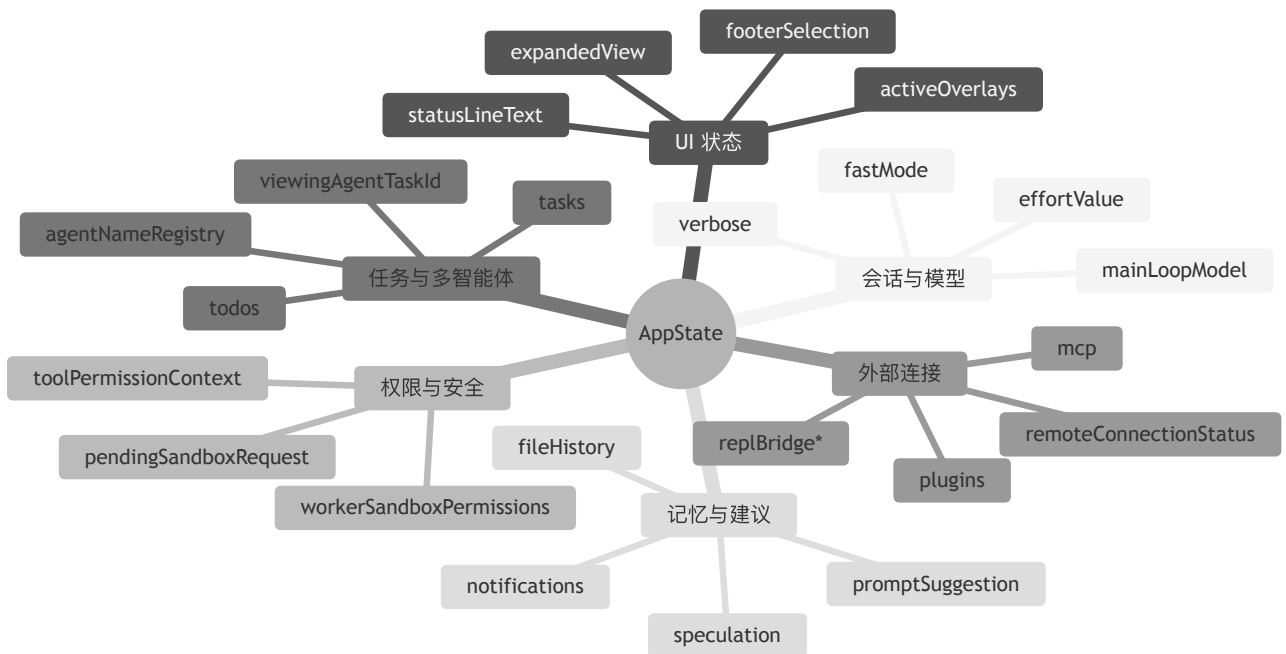 footerSelection
expandedView
activeOverlays
statusLineText
UI 状态
fastMode
viewingAgentTaskId
effortValue
tasks
verbose
agentNameRegistry
任务与多智能体
会话与模型
mainLoopModel
todos
AppState
mcp
toolPermissionContext
权限与安全
外部连接
fileHistory
replBridge*
remoteConnectionStatus
pendingSandboxRequest
plugins
workerSandboxPermissions
记忆与建议
notifications
promptSuggestion
speculation